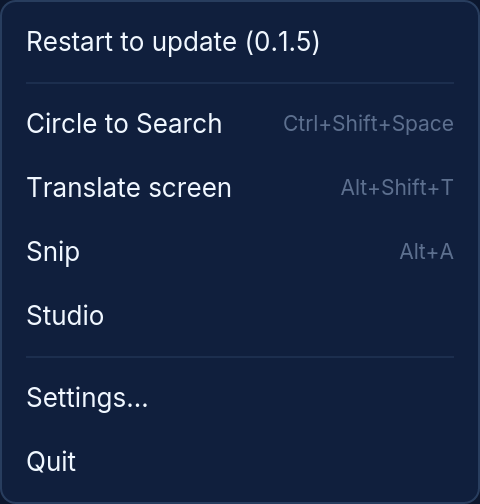 Restart to update (0.1.5)
Circle to Search Ctrl+Shift+Space
Translate screen Alt+Shift+T
Snip Alt+A
Studio
Settings...
Quit